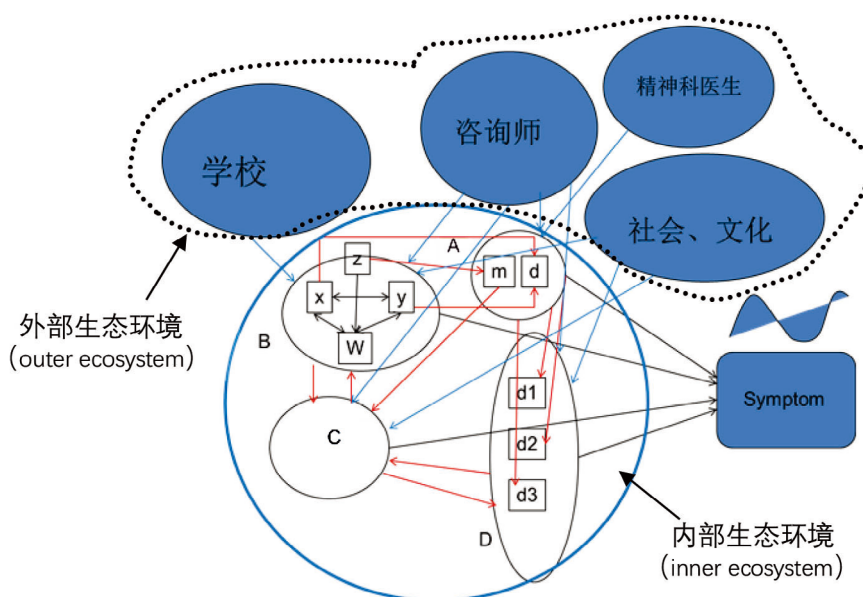 精神科医生
咨询师
学校
社会、文化
A
z
m
d
x
y
外部生态环境
(outer ecosystem)
B
W
d1
Symptom
C
d2
d3
D
内部生态环境
(inner ecosystem)